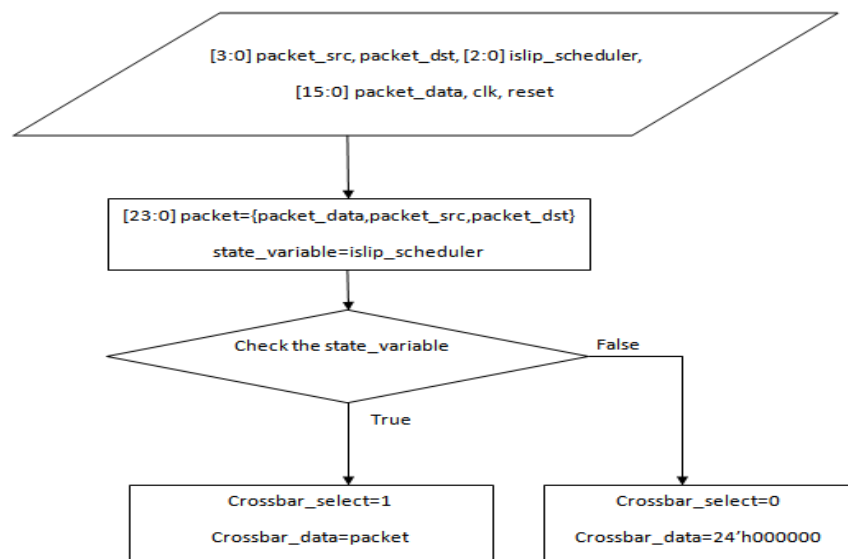 [3:0] packet_src, packet_dst, [2:0] islip_scheduler,
[15:0] packet_data, clk, reset
[23:0] packet={packet_data,packet_src,packet_dst}
state_variable=islip_scheduler
Check the state_variable
False
True
Crossbar_select=1
Crossbar_data=packet
Crossbar_select=0
Crossbar_data=24’h000000